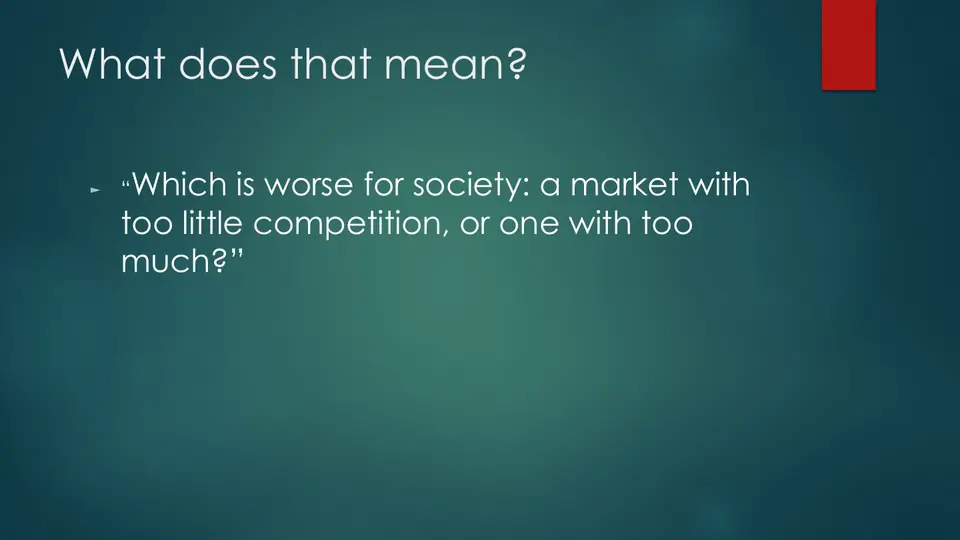 What does that mean?
► “Which is worse for society: a market with
too little competition, or one with too
much?”